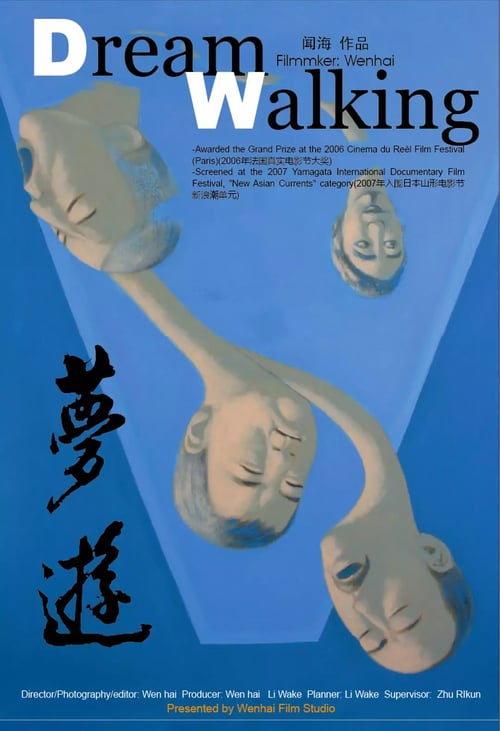 Dream
闻海 作品
Filmmker: Wenhai
Walking
-Awarded the Grand Prize at the 2006 Cinema du Reèl Film Festival
(Paris)(2006年法国真实电影节大奖)
-Screened at the 2007 Yamagata International Documentary Film
Festival, "New Asian Currents" category(2007年入围日本山形电影节
新浪潮单元)
夢
遊
Director/Photography/editor: Wen hai Producer: Wen hai Li Wake Planner: Li Wake Supervisor: Zhu RIkun
Presented by Wenhai Film Studio